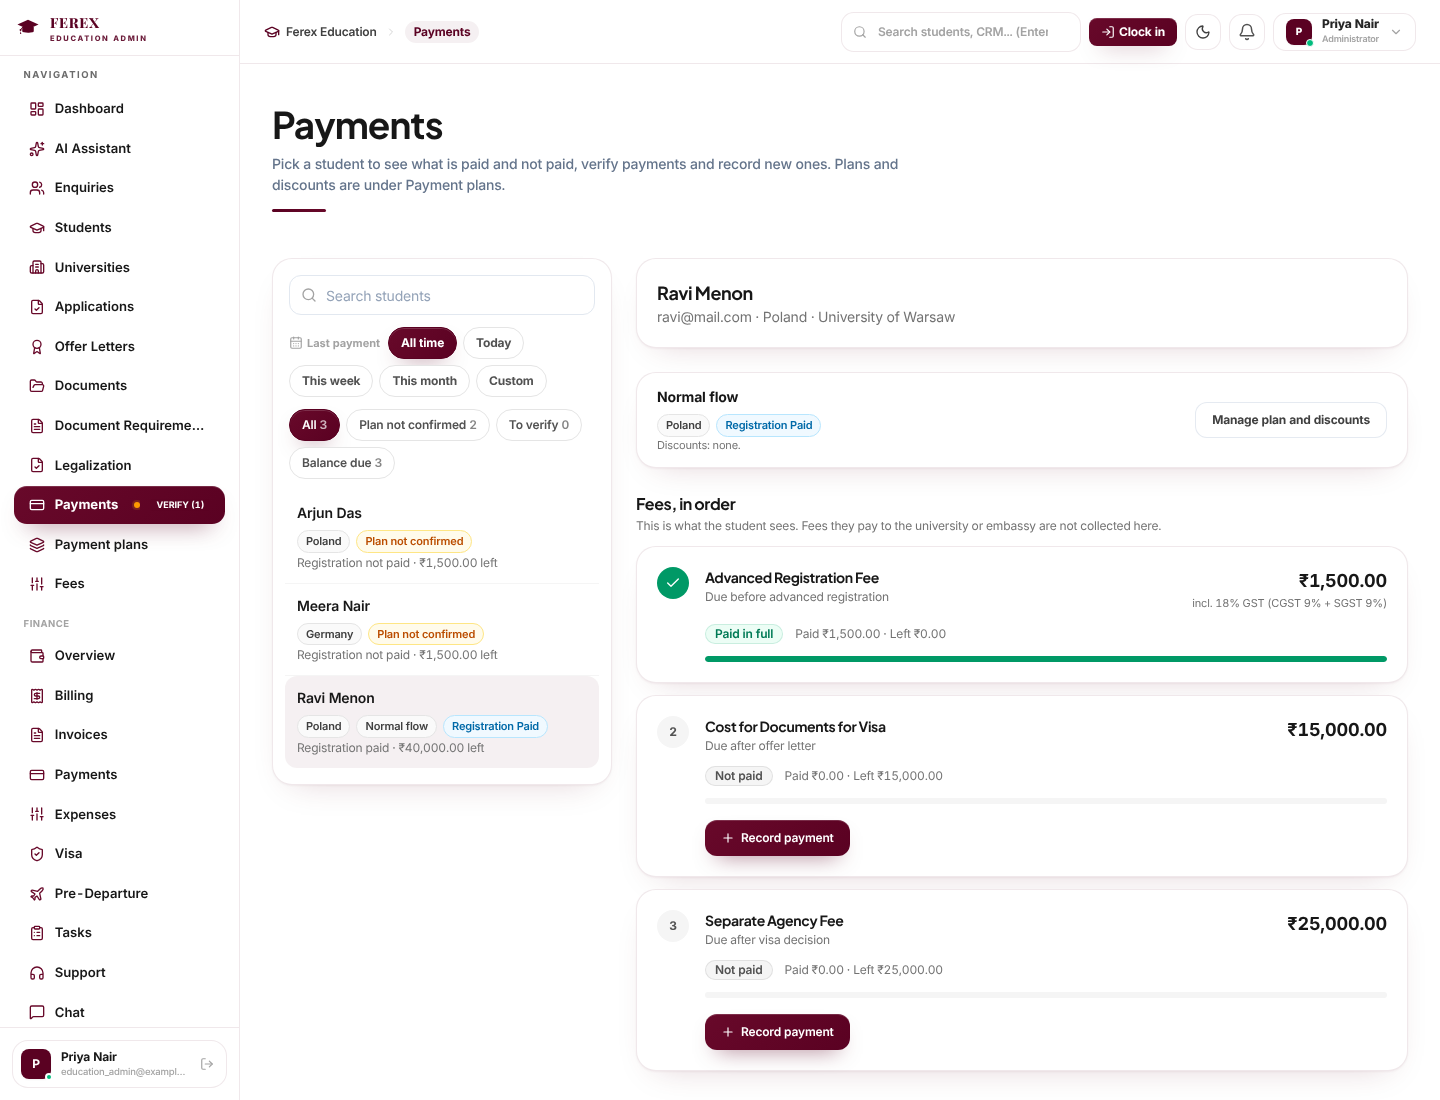 FEREX
EDUCATION ADMIN
NAVIGATION
Dashboard
AI Assistant
Enquiries
Students
Universities
Applications
Offer Letters
Documents
Document Requireme...
Legalization
Payments VERIFY (1)
Payment plans
Fees
FINANCE
Overview
Billing
Invoices
Payments
Expenses
Visa
Pre-Departure
Tasks
Support
Chat
P Priya Nair
education_admin@exampl...
Ferex Education > Payments
Search students, CRM... (Enter
Clock in
P Priya Nair
Administrator
Payments
Pick a student to see what is paid and not paid, verify payments and record new ones. Plans and
discounts are under Payment plans.
Search students
Last payment All time Today
This week This month Custom
All 3 Plan not confirmed 2 To verify 0
Balance due 3
Arjun Das
Poland Plan not confirmed
Registration not paid · ₹1,500.00 left
Meera Nair
Germany Plan not confirmed
Registration not paid · ₹1,500.00 left
Ravi Menon
Poland Normal flow Registration Paid
Registration paid · ₹40,000.00 left
Ravi Menon
ravi@mail.com · Poland · University of Warsaw
Normal flow
Poland Registration Paid
Discounts: none.
Manage plan and discounts
Fees, in order
This is what the student sees. Fees they pay to the university or embassy are not collected here.
Advanced Registration Fee ₹1,500.00
Due before advanced registration incl. 18% GST (CGST 9% + SGST 9%)
Paid in full Paid ₹1,500.00 · Left ₹0.00
2 Cost for Documents for Visa ₹15,000.00
Due after offer letter
Not paid Paid ₹0.00 · Left ₹15,000.00
+ Record payment
3 Separate Agency Fee ₹25,000.00
Due after visa decision
Not paid Paid ₹0.00 · Left ₹25,000.00
+ Record payment